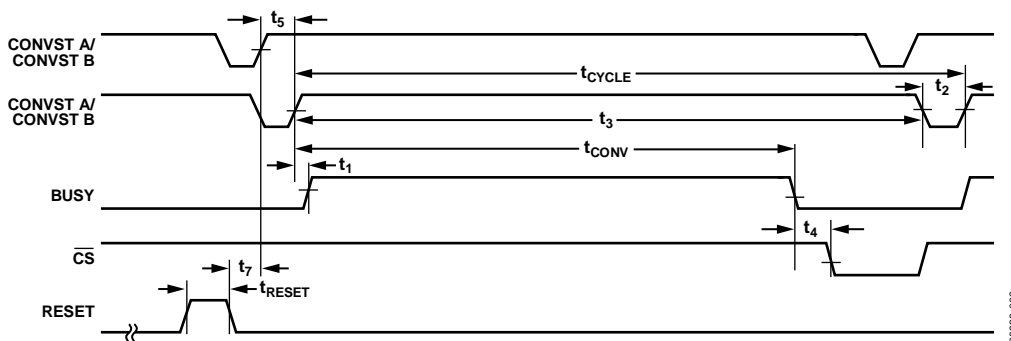 t5
CONVST A/
CONVST B
tCYCLE
t2
CONVST A/
CONVST B
t3
tCONV
t1
BUSY
t4
CS
t7
tRESET
RESET